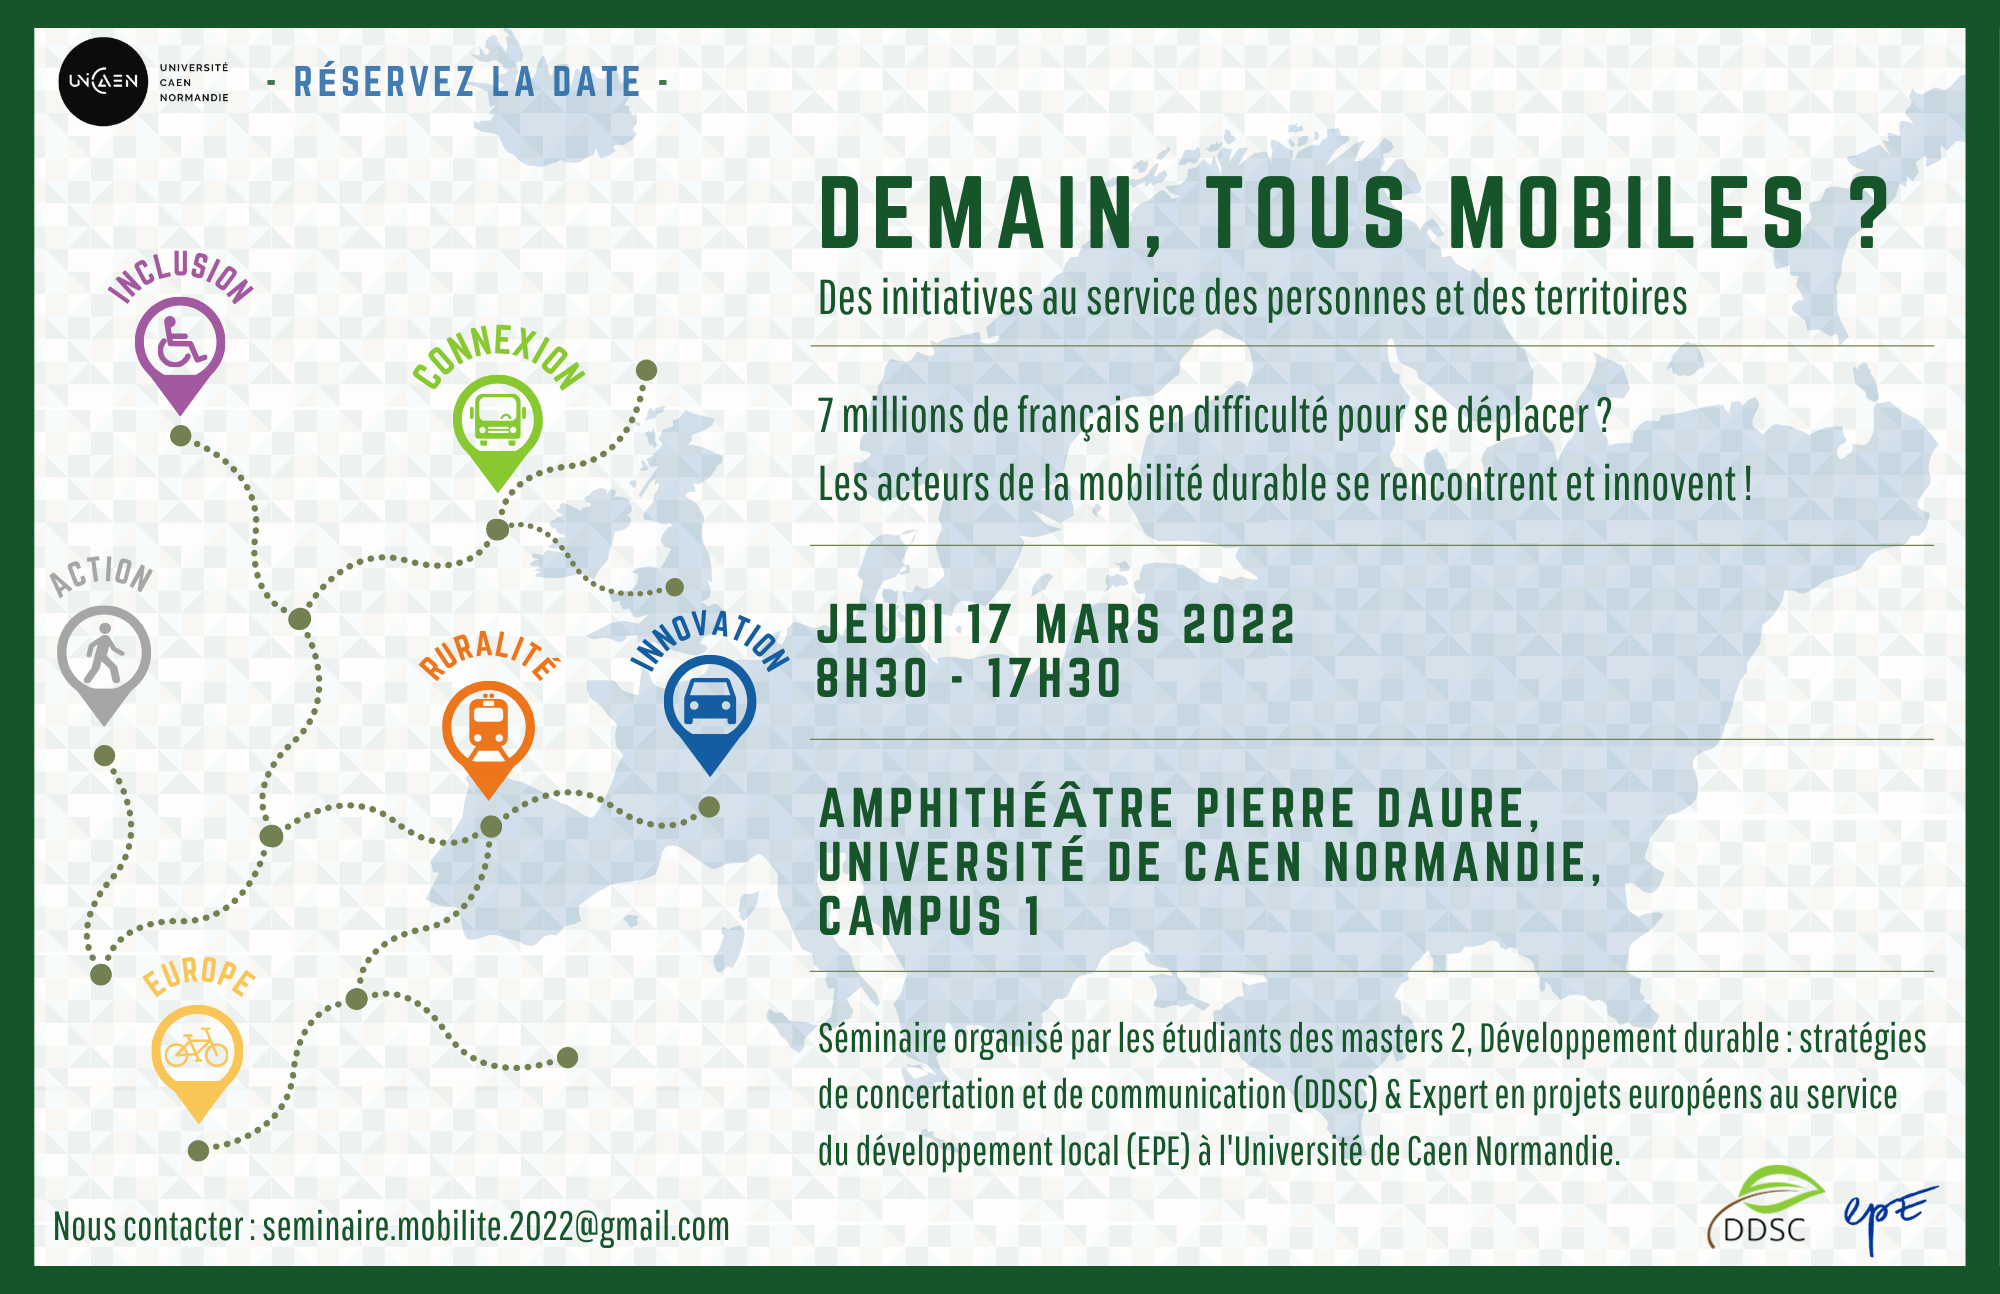 UNICAEN
UNIVERSITÉ
CAEN
NORMANDIE
- RÉSERVEZ LA DATE -
DEMAIN, TOUS MOBILES ?
Des initiatives au service des personnes et des territoires
7 millions de français en difficulté pour se déplacer ?
Les acteurs de la mobilité durable se rencontrent et innovent !
JEUDI 17 MARS 2022
8H30 - 17H30
AMPHITHÉÂTRE PIERRE DAURE,
UNIVERSITÉ DE CAEN NORMANDIE,
CAMPUS 1
Séminaire organisé par les étudiants des masters 2, Développement durable : stratégies
de concertation et de communication (DDSC) & Expert en projets européens au service
du développement local (EPE) à l'Université de Caen Normandie.
INCLUSION
CONNEXION
ACTION
RURALITÉ
INNOVATION
EUROPE
Nous contacter : seminaire.mobilite.2022@gmail.com
DDSC
epE